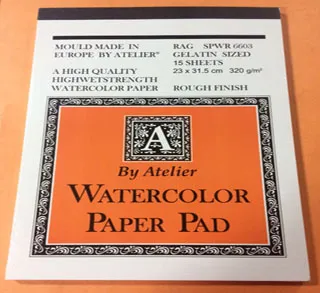 MOULD MADE IN
EUROPE BY ATELIER®
A HIGH QUALITY
HIGHWETSTRENGTH
WATERCOLOR PAPER
RAG SPWR 6603
GELATIN SIZED
15 SHEETS
23 x 31.5 cm 320 g/m²
ROUGH FINISH
A
By Atelier
WATERCOLOR
PAPER PAD